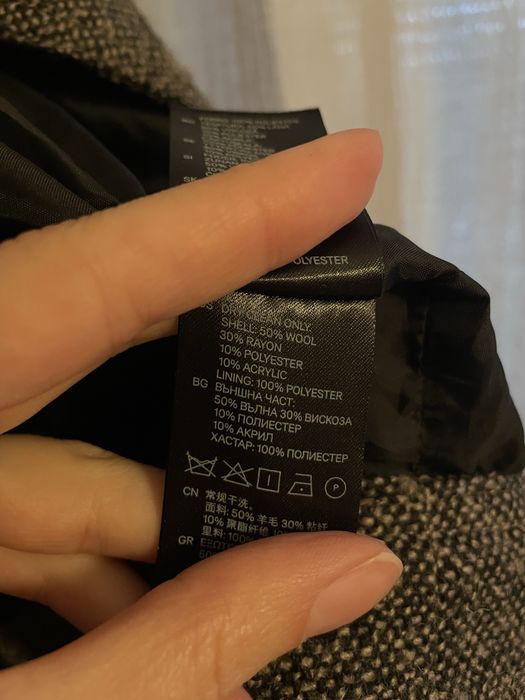 OLYESTER
DRY CLEAN ONLY.
SHELL: 50% WOOL
30% RAYON
10% POLYESTER
10% ACRYLIC
LINING: 100% POLYESTER
BG ВЪНШНА ЧАСТ:
50% ВЪЛНА 30% ВИСКОЗА
10% ПОЛИЕСТЕР
10% АКРИЛ
ХАСТАР: 100% ПОЛИЕСТЕР
P
CN 常规干洗。
面料: 50% 羊毛 30% 粘纤
10% 聚酯纤维
里料: 100%
GR